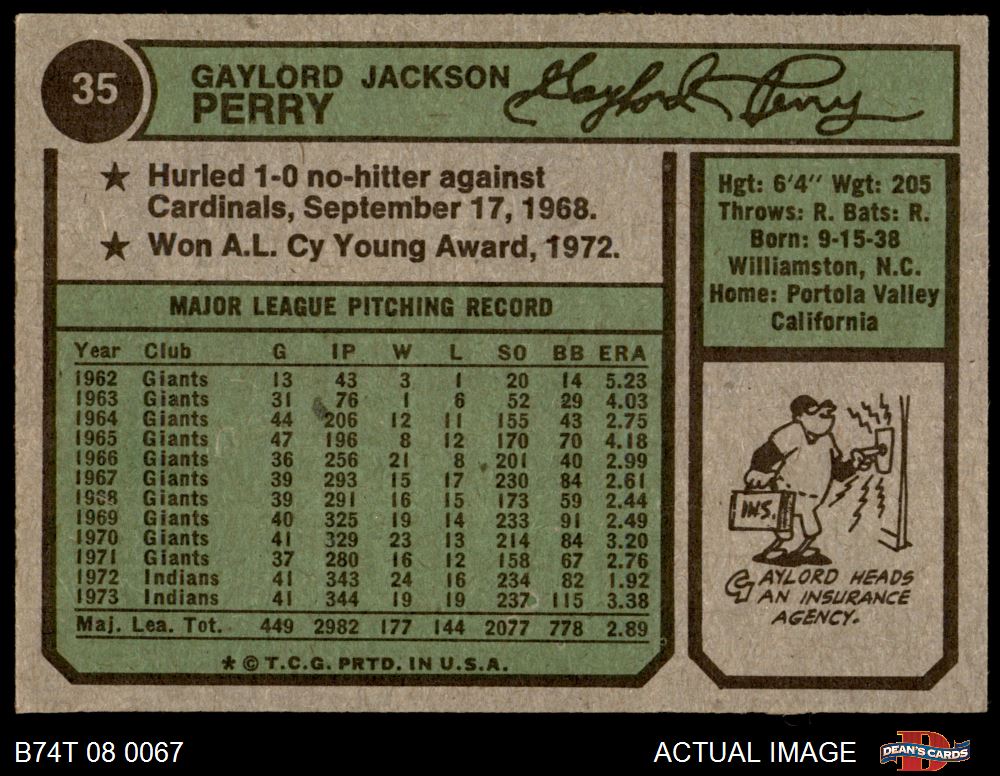 35
GAYLORD JACKSON
PERRY
Gaylord Perry
★ Hurled 1-0 no-hitter against
Cardinals, September 17, 1968.
★ Won A.L. Cy Young Award, 1972.
MAJOR LEAGUE PITCHING RECORD
Year Club G IP W L SO BB ERA
1962 Giants 13 43 3 1 20 14 5.23
1963 Giants 31 76 1 6 52 29 4.03
1964 Giants 44 206 12 11 155 43 2.75
1965 Giants 47 196 8 12 170 70 4.18
1966 Giants 36 256 21 8 201 40 2.99
1967 Giants 39 293 15 17 230 84 2.61
1968 Giants 39 291 16 15 173 59 2.44
1969 Giants 40 325 19 14 233 91 2.49
1970 Giants 41 329 23 13 214 84 3.20
1971 Giants 37 280 16 12 158 67 2.76
1972 Indians 41 343 24 16 234 82 1.92
1973 Indians 41 344 19 19 237 115 3.38
Maj. Lea. Tot. 449 2982 177 144 2077 778 2.89
★ © T.C.G. PRTD. IN U.S.A.
Hgt: 6'4" Wgt: 205
Throws: R. Bats: R.
Born: 9-15-38
Williamston, N.C.
Home: Portola Valley
California
INS.
GAYLORD HEADS
AN INSURANCE
AGENCY.
B74T 08 0067
ACTUAL IMAGE
DEAN'S CARDS